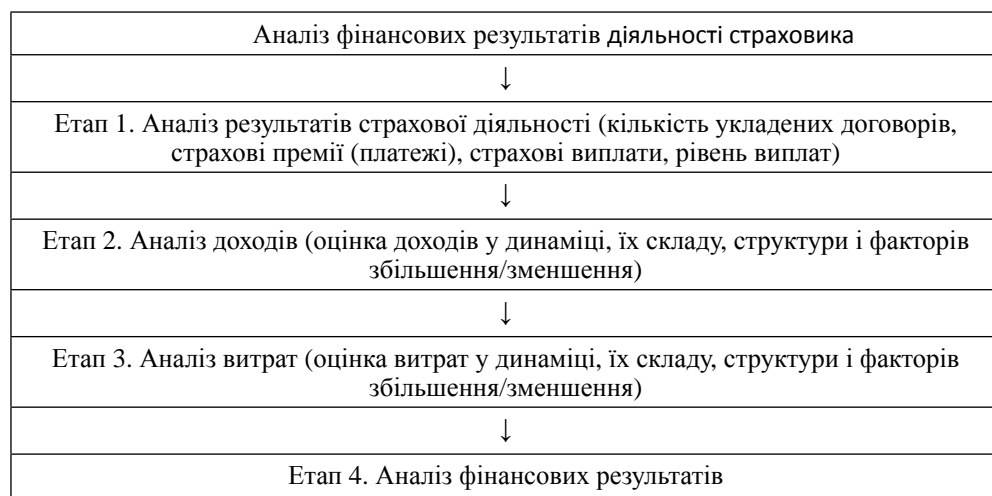 Аналіз фінансових результатів діяльності страховика
↓
Етап 1. Аналіз результатів страхової діяльності (кількість укладених договорів,
страхові премії (платежі), страхові виплати, рівень виплат)
↓
Етап 2. Аналіз доходів (оцінка доходів у динаміці, їх складу, структури і факторів
збільшення/зменшення)
↓
Етап 3. Аналіз витрат (оцінка витрат у динаміці, їх складу, структури і факторів
збільшення/зменшення)
↓
Етап 4. Аналіз фінансових результатів